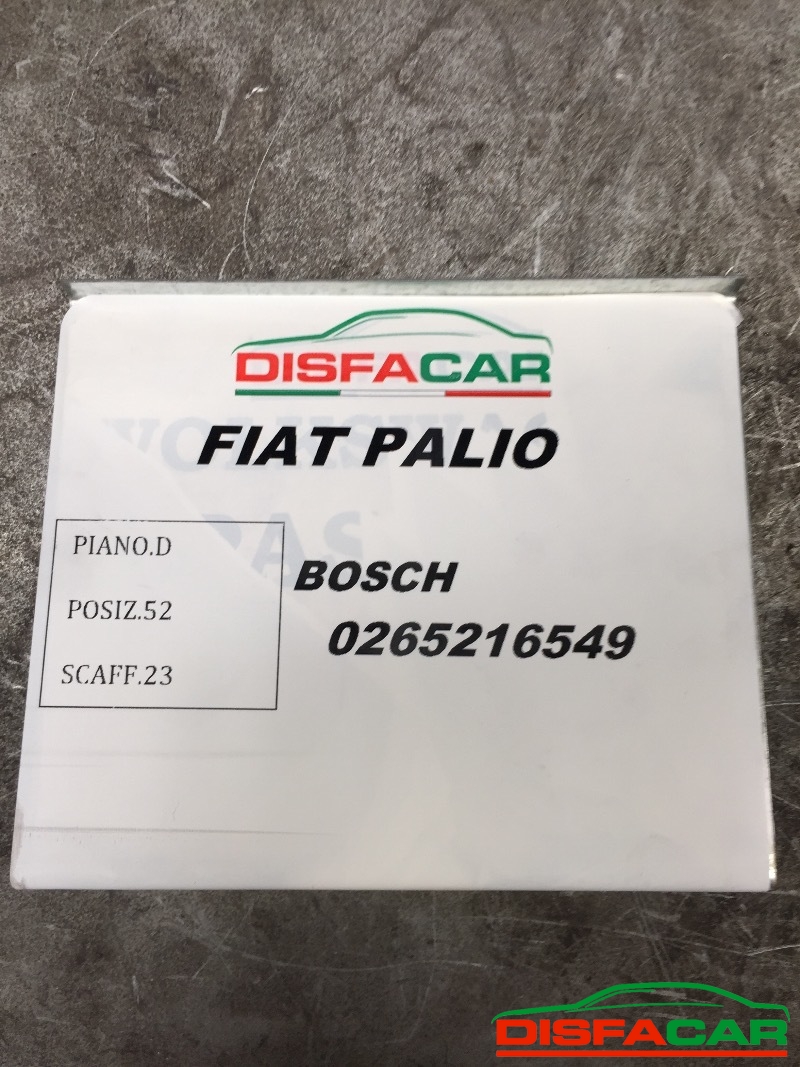 DISFACAR
FIAT PALIO
PIANO.D
POSIZ.52
SCAFF.23
BOSCH
0265216549
DISFACAR